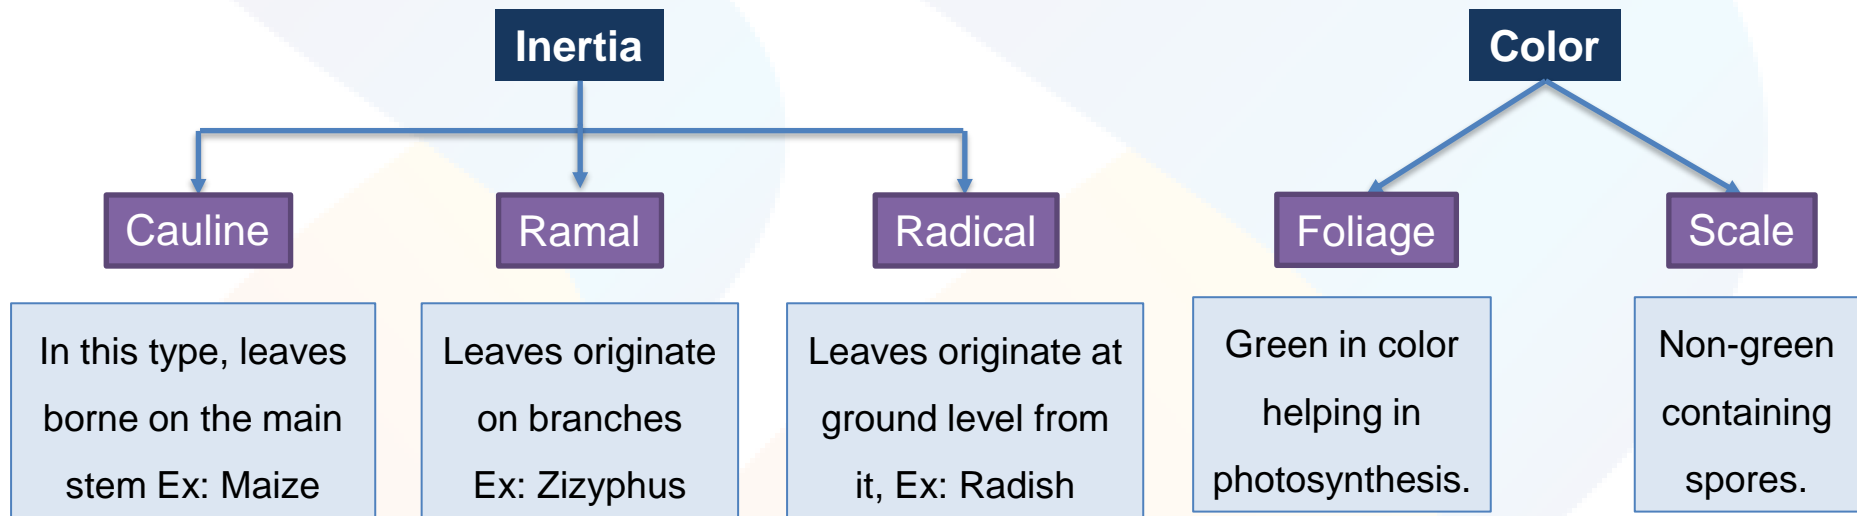 Inertia
Color
Cauline
Ramal
Radical
Foliage
Scale
In this type, leaves
borne on the main
stem Ex: Maize
Leaves originate
on branches
Ex: Zizyphus
Leaves originate at
ground level from
it, Ex: Radish
Green in color
helping in
photosynthesis.
Non-green
containing
spores.